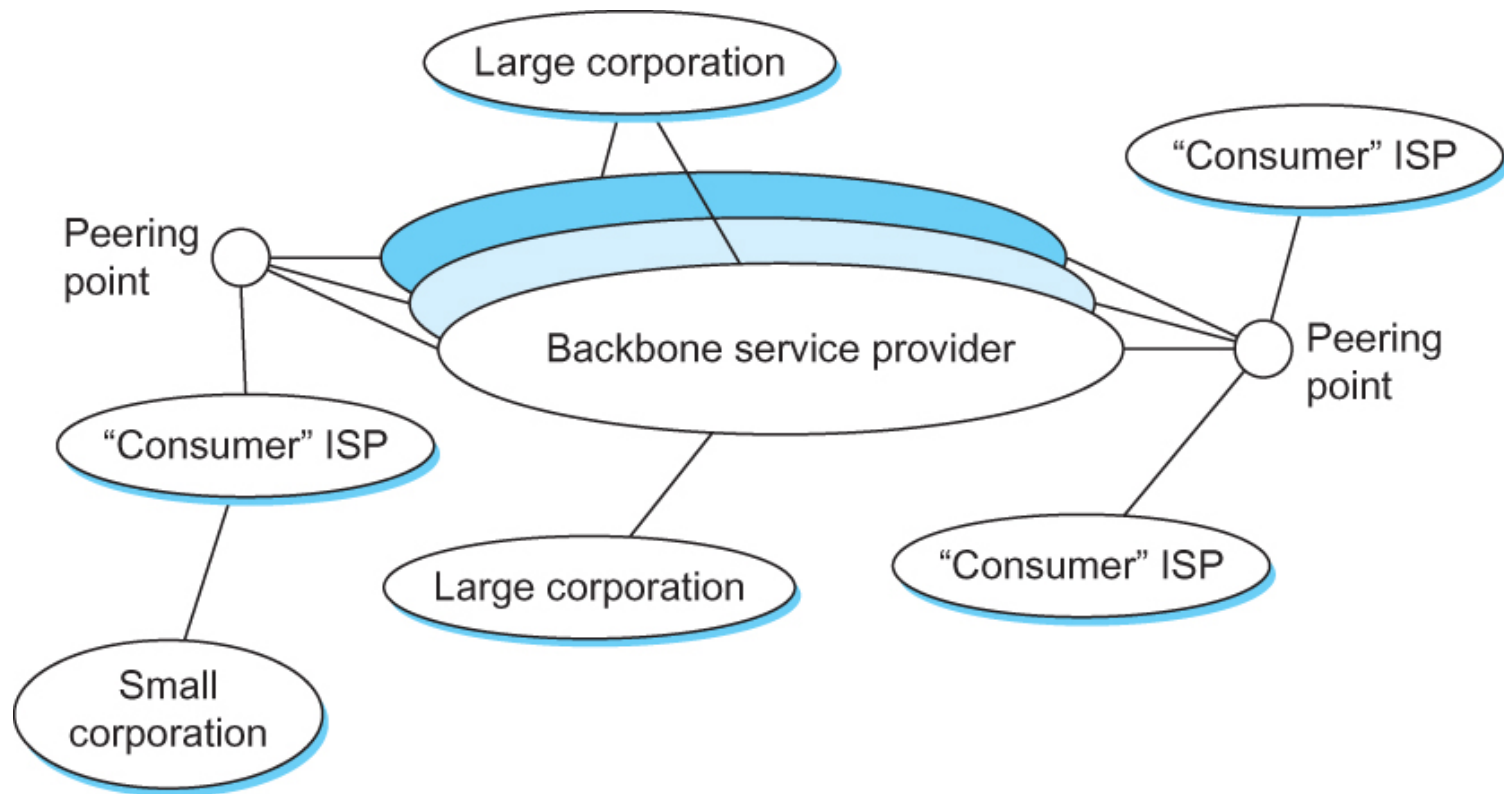 Large corporation
“Consumer” ISP
Peering
point
Backbone service provider
Peering
point
“Consumer” ISP
“Consumer” ISP
Large corporation
Small
corporation